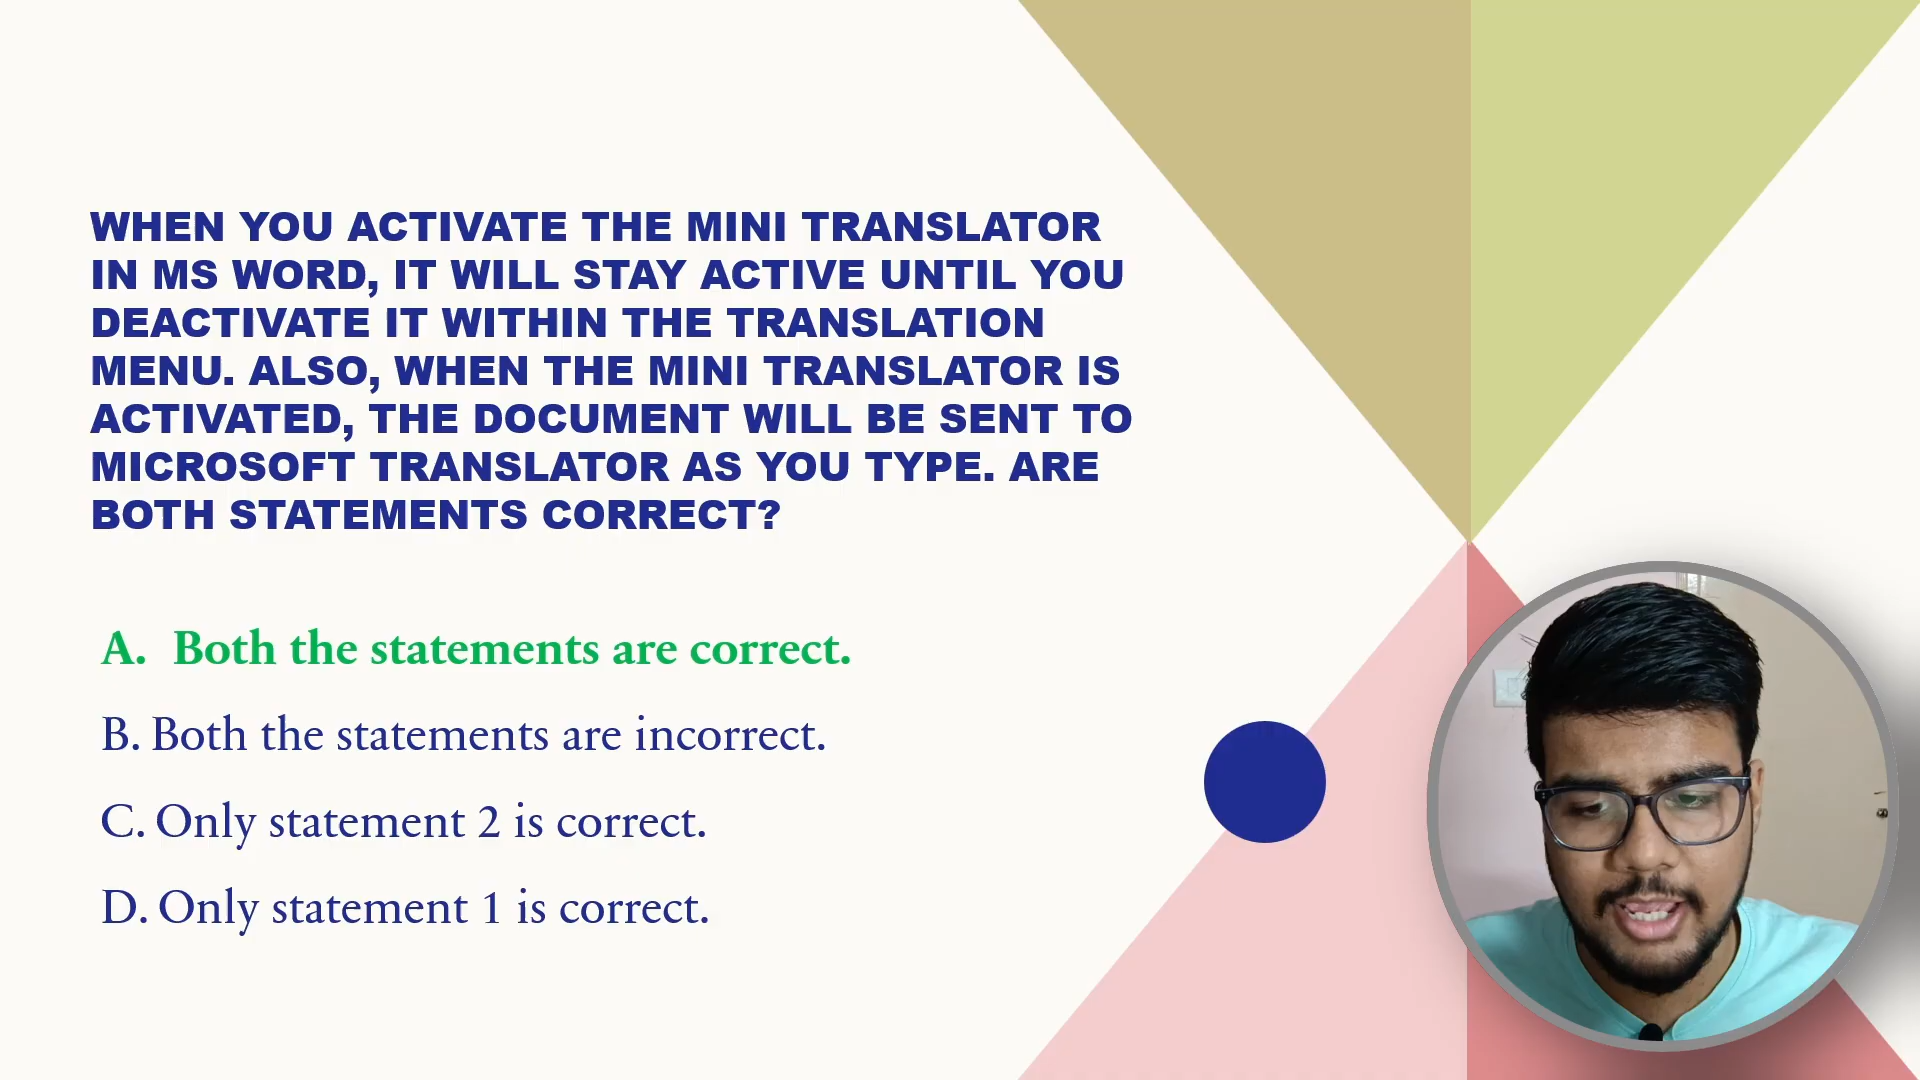 WHEN YOU ACTIVATE THE MINI TRANSLATOR
IN MS WORD, IT WILL STAY ACTIVE UNTIL YOU
DEACTIVATE IT WITHIN THE TRANSLATION
MENU. ALSO, WHEN THE MINI TRANSLATOR IS
ACTIVATED, THE DOCUMENT WILL BE SENT TO
MICROSOFT TRANSLATOR AS YOU TYPE. ARE
BOTH STATEMENTS CORRECT?
A. Both the statements are correct.
B. Both the statements are incorrect.
C. Only statement 2 is correct.
D. Only statement 1 is correct.